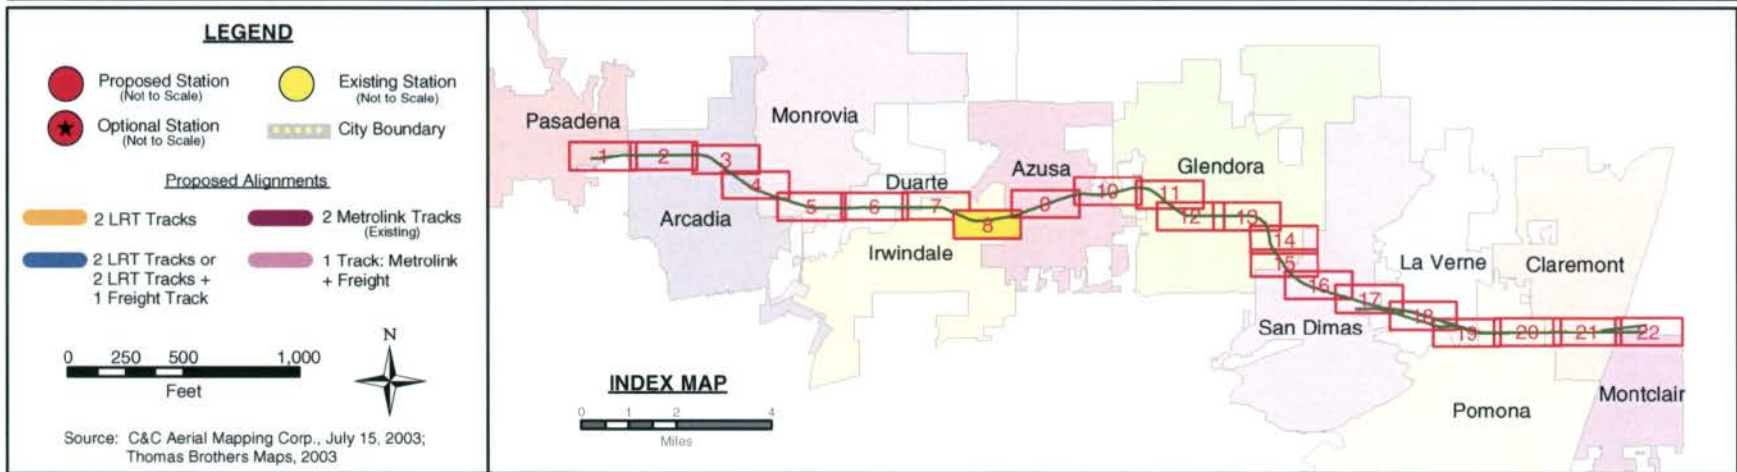 LEGEND
Proposed Station
(Not to Scale)
Existing Station
(Not to Scale)
Optional Station
(Not to Scale)
City Boundary
Proposed Alignments
2 LRT Tracks
2 Metrolink Tracks
(Existing)
2 LRT Tracks or
2 LRT Tracks +
1 Freight Track
1 Track: Metrolink
+ Freight
0 250 500 1,000
Feet
N
Source: C&C Aerial Mapping Corp., July 15, 2003;
Thomas Brothers Maps, 2003
Pasadena
Monrovia
Arcadia
Duarte
Irwindale
Azusa
Glendora
La Verne
Claremont
San Dimas
Pomona
Montclair
1
2
3
4
5
6
7
8
9
10
11
12
13
14
15
16
17
18
19
20
21
22
INDEX MAP
0 1 2 4
Miles